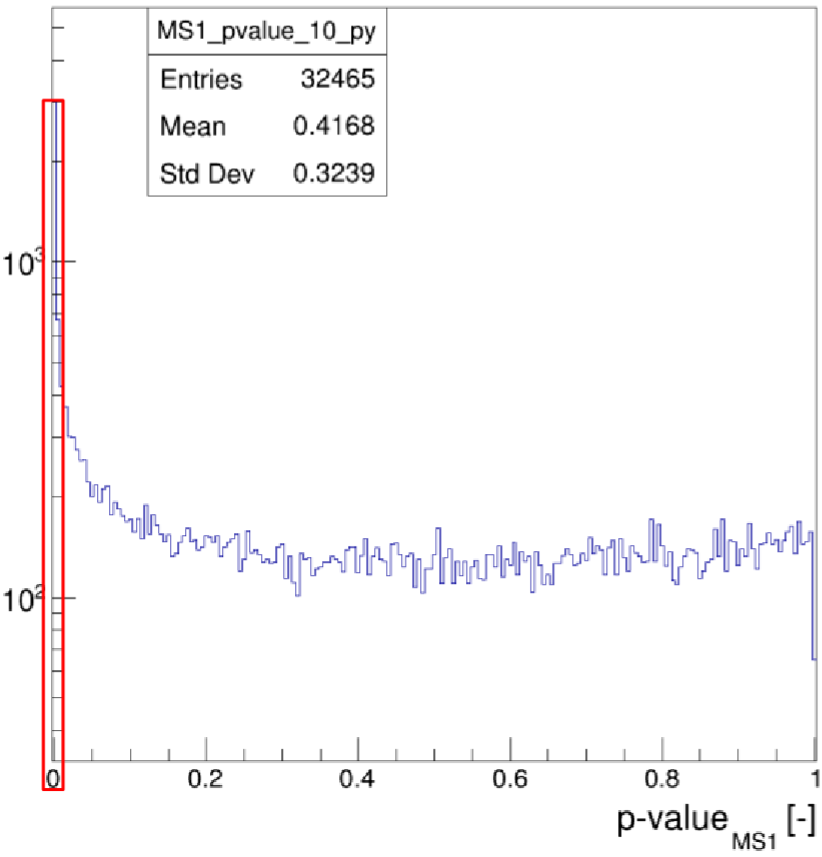 MS1_pvalue_10_py
Entries 32465
Mean 0.4168
Std Dev 0.3239
10³
10²
0 0.2 0.4 0.6 0.8 1
p-value_MS1 [-]